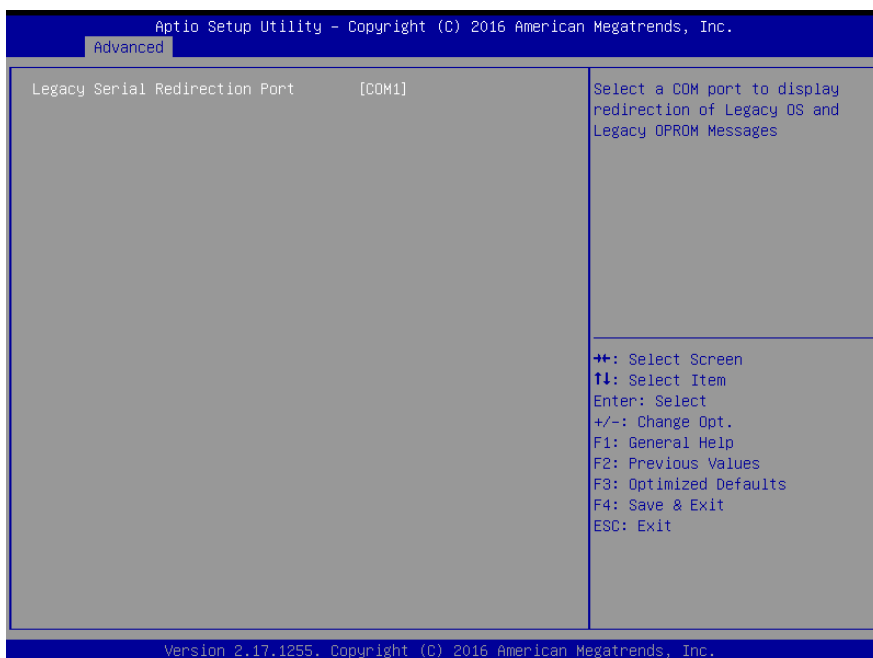 Aptio Setup Utility – Copyright (C) 2016 American Megatrends, Inc.
Advanced
Legacy Serial Redirection Port [COM1]
Select a COM port to display
redirection of Legacy OS and
Legacy OPROM Messages
→←: Select Screen
↑↓: Select Item
Enter: Select
+/-: Change Opt.
F1: General Help
F2: Previous Values
F3: Optimized Defaults
F4: Save & Exit
ESC: Exit
Version 2.17.1255. Copyright (C) 2016 American Megatrends, Inc.